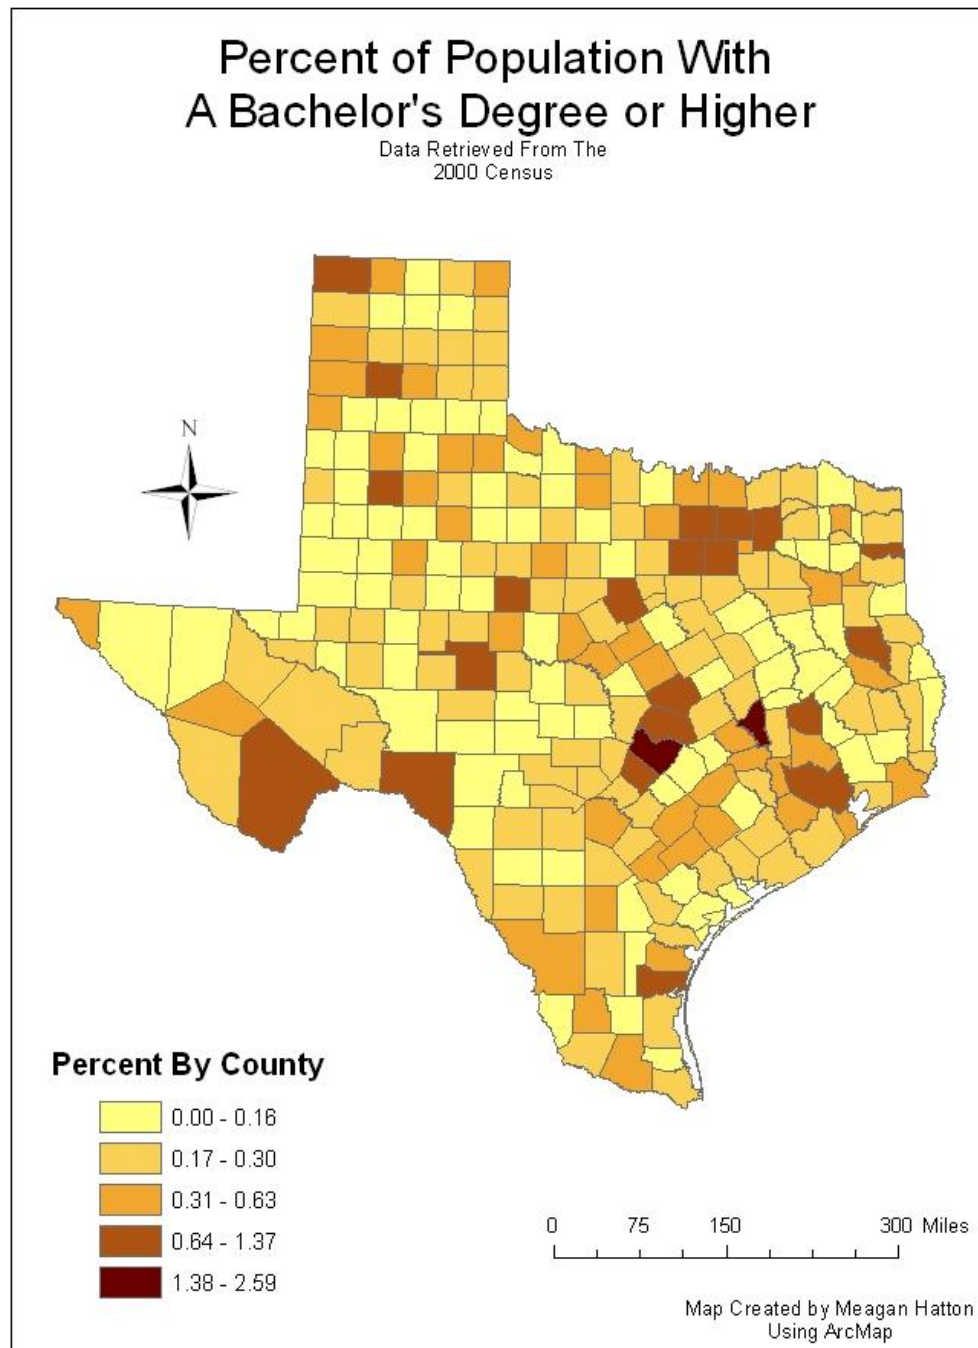 Percent of Population With
A Bachelor's Degree or Higher
Data Retrieved From The
2000 Census
N
Percent By County
0.00 - 0.16
0.17 - 0.30
0.31 - 0.63
0.64 - 1.37
1.38 - 2.59
0 75 150 300 Miles
Map Created by Meagan Hatton
Using ArcMap